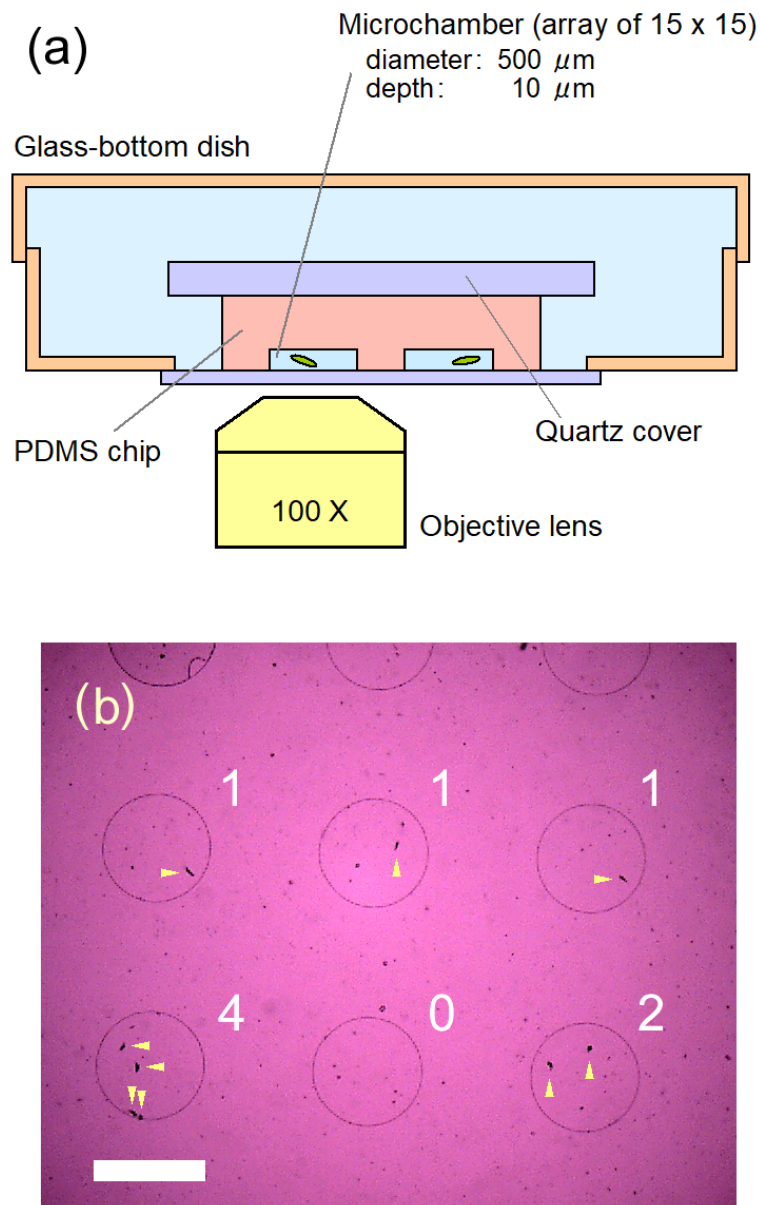 (a)
Microchamber (array of 15 x 15)
diameter: 500 μm
depth: 10 μm
Glass-bottom dish
PDMS chip
Quartz cover
100 X
Objective lens
(b)
1 1 1
4 0 2